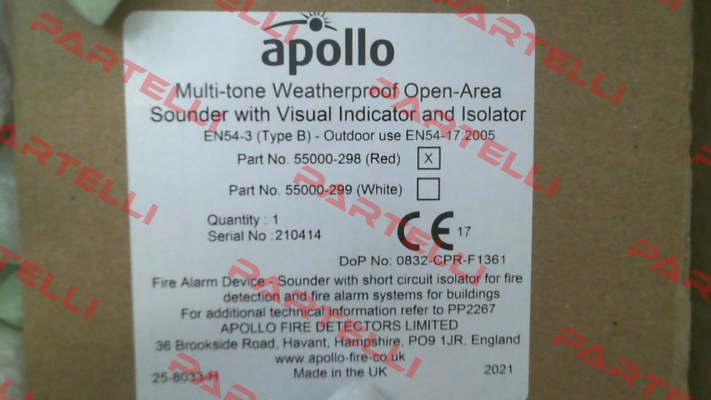 apollo
Multi-tone Weatherproof Open-Area
Sounder with Visual Indicator and Isolator
EN54-3 (Type B) - Outdoor use EN54-17:2005
Part No. 55000-298 (Red) X
Part No. 55000-299 (White)
Quantity : 1
Serial No : 210414
CE 17
DoP No: 0832-CPR-F1361
Fire Alarm Device - Sounder with short circuit isolator for fire
detection and fire alarm systems for buildings
For additional technical information refer to PP2267
APOLLO FIRE DETECTORS LIMITED
36 Brookside Road, Havant, Hampshire, PO9 1JR, England
www.apollo-fire.co.uk
25-8033-H Made in the UK 2021
PARTELLI
PARTELLI
PARTELLI
PARTELLI
PARTELLI
PARTELLI